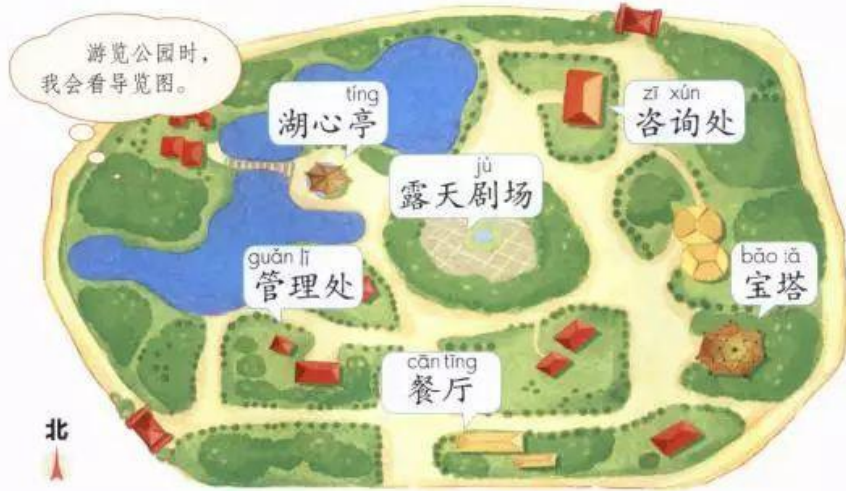 游览公园时，
我会看导览图。
tíng
湖心亭
zī xún
咨询处
jù
露天剧场
guǎn lǐ
管理处
bǎo tǎ
宝塔
cān tīng
餐厅
北